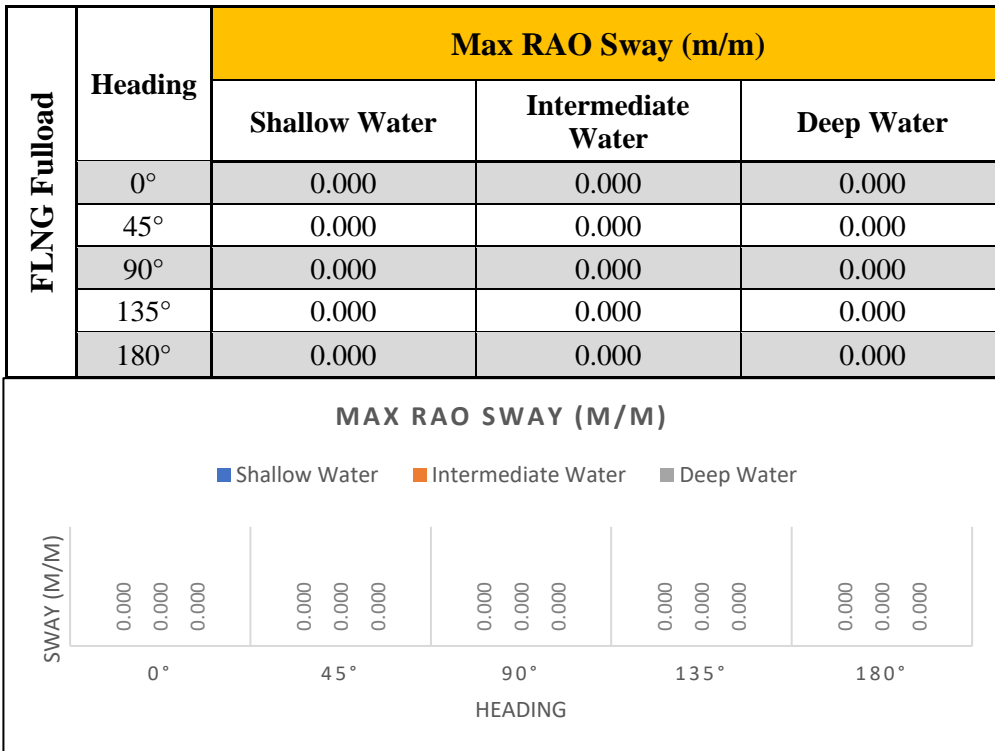 FLNG Fulload
Heading
Max RAO Sway (m/m)
Shallow Water
Intermediate
Water
Deep Water
0° 0.000 0.000 0.000
45° 0.000 0.000 0.000
90° 0.000 0.000 0.000
135° 0.000 0.000 0.000
180° 0.000 0.000 0.000
MAX RAO SWAY (M/M)
Shallow Water Intermediate Water Deep Water
SWAY (M/M)
0.000 0.000 0.000 0.000 0.000 0.000 0.000 0.000 0.000 0.000 0.000 0.000 0.000 0.000 0.000
0° 45° 90° 135° 180°
HEADING